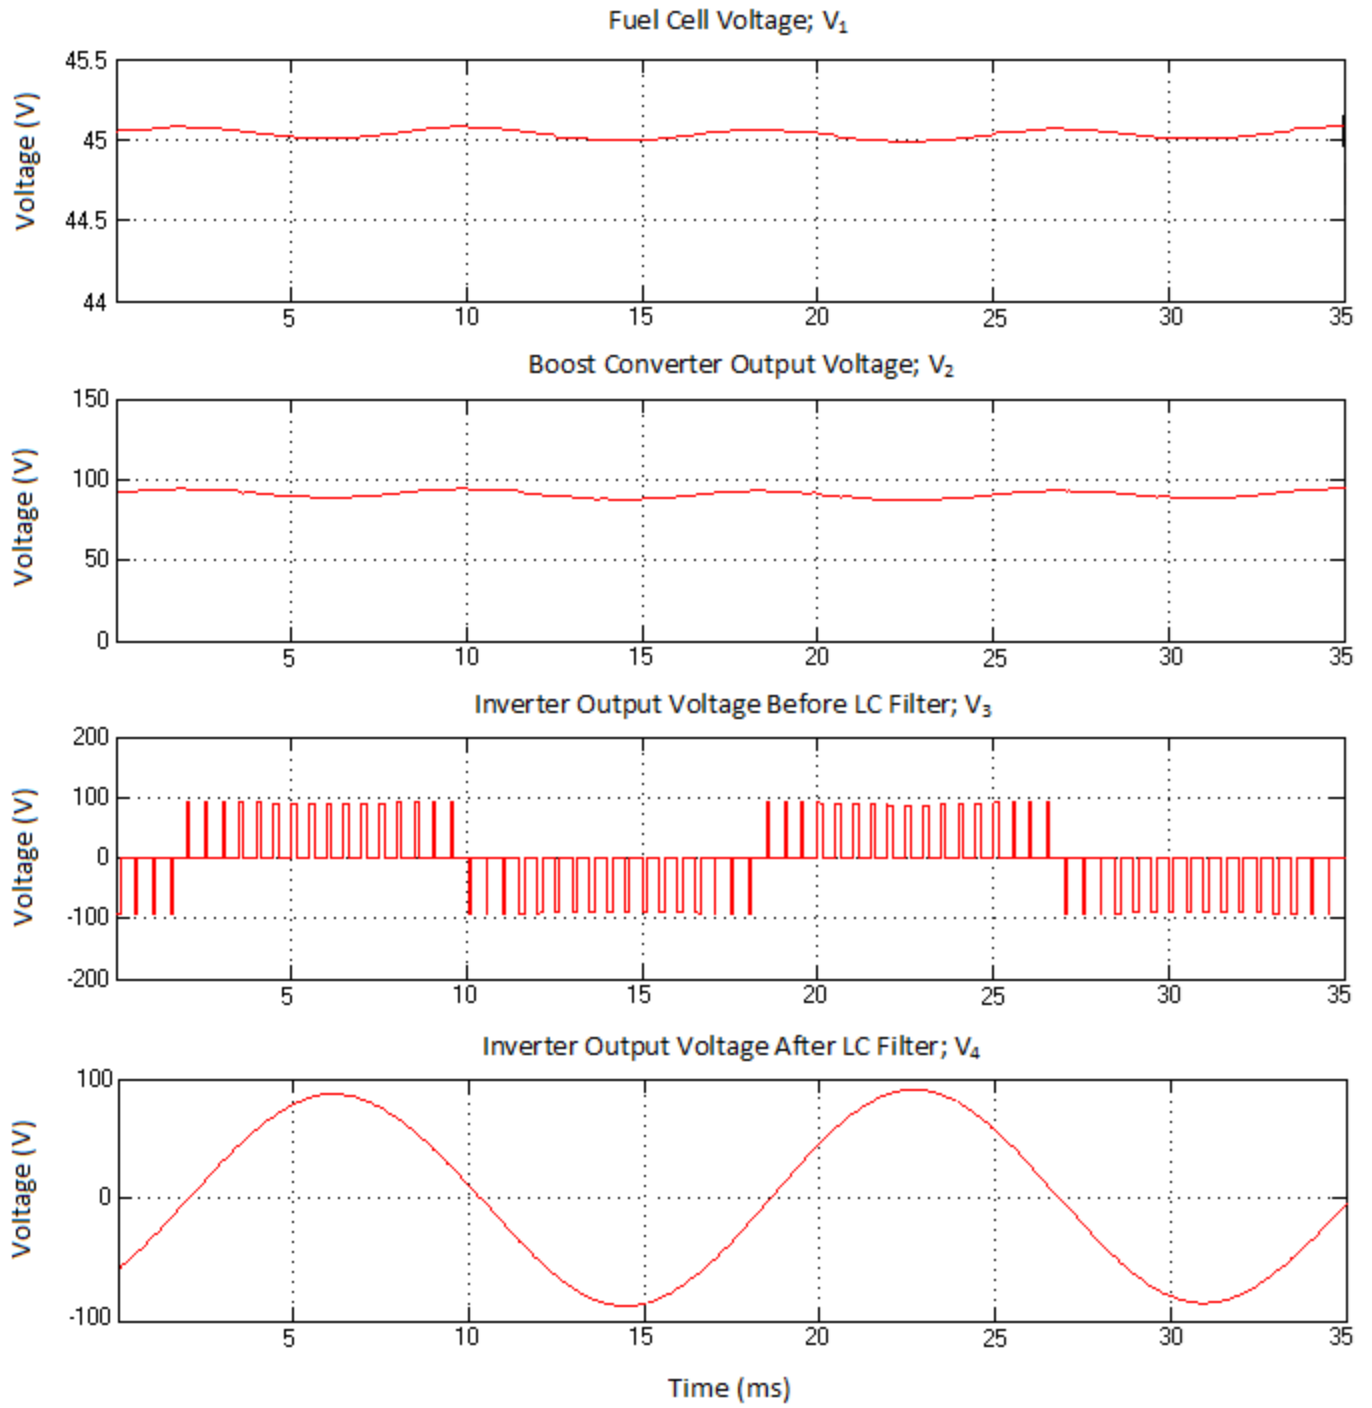 Fuel Cell Voltage; V₁
Voltage (V)
45.5
45
44.5
44
5 10 15 20 25 30 35
Boost Converter Output Voltage; V₂
Voltage (V)
150
100
50
0
5 10 15 20 25 30 35
Inverter Output Voltage Before LC Filter; V₃
Voltage (V)
200
100
0
-100
-200
5 10 15 20 25 30 35
Inverter Output Voltage After LC Filter; V₄
Voltage (V)
100
0
-100
5 10 15 20 25 30 35
Time (ms)